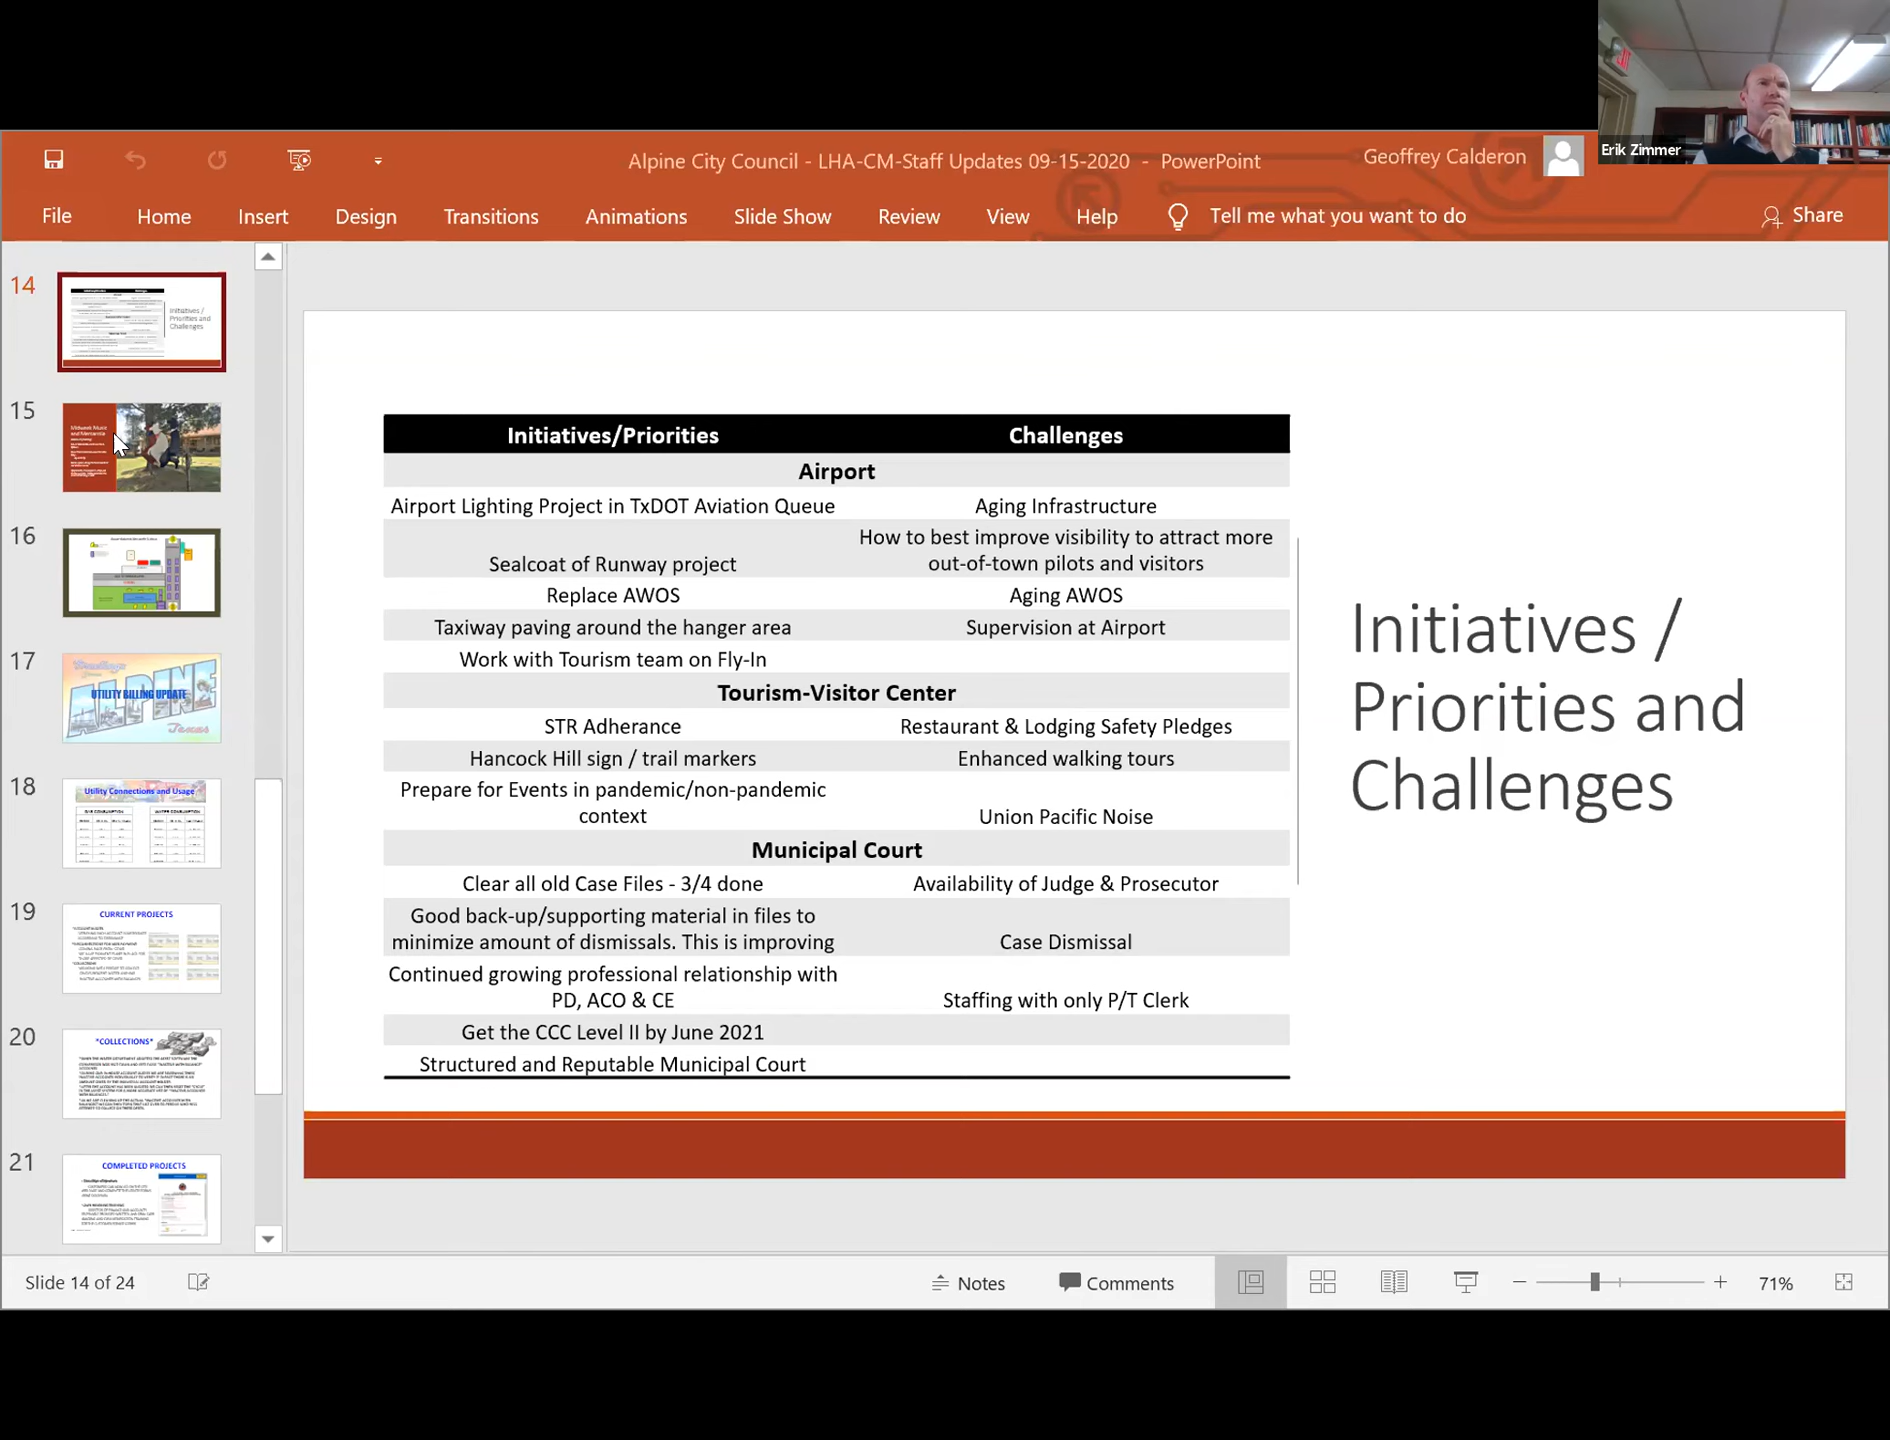 Erik Zimmer
Alpine City Council - LHA-CM-Staff Updates 09-15-2020 - PowerPoint
Geoffrey Calderon
File Home Insert Design Transitions Animations Slide Show Review View Help Tell me what you want to do Share
14
Initiatives /
Priorities and
Challenges
15
16
17
UTILITY BILLING UPDATE
ALPINE
Texas
18
Utility Connections and Usage
19
CURRENT PROJECTS
20
*COLLECTIONS*
21
COMPLETED PROJECTS
Initiatives/Priorities Challenges
Airport
Airport Lighting Project in TxDOT Aviation Queue Aging Infrastructure
How to best improve visibility to attract more
Sealcoat of Runway project out-of-town pilots and visitors
Replace AWOS Aging AWOS
Taxiway paving around the hanger area Supervision at Airport
Work with Tourism team on Fly-In
Tourism-Visitor Center
STR Adherance Restaurant & Lodging Safety Pledges
Hancock Hill sign / trail markers Enhanced walking tours
Prepare for Events in pandemic/non-pandemic
context Union Pacific Noise
Municipal Court
Clear all old Case Files - 3/4 done Availability of Judge & Prosecutor
Good back-up/supporting material in files to
minimize amount of dismissals. This is improving Case Dismissal
Continued growing professional relationship with
PD, ACO & CE Staffing with only P/T Clerk
Get the CCC Level II by June 2021
Structured and Reputable Municipal Court
Initiatives /
Priorities and
Challenges
Slide 14 of 24 Notes Comments 71%